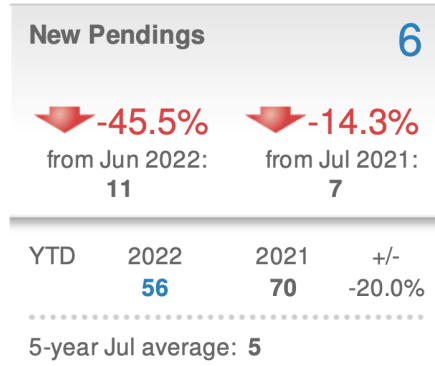 New Pendings 6
-45.5% -14.3%
from Jun 2022: from Jul 2021:
11 7
YTD 2022 2021 +/-
56 70 -20.0%
5-year Jul average: 5